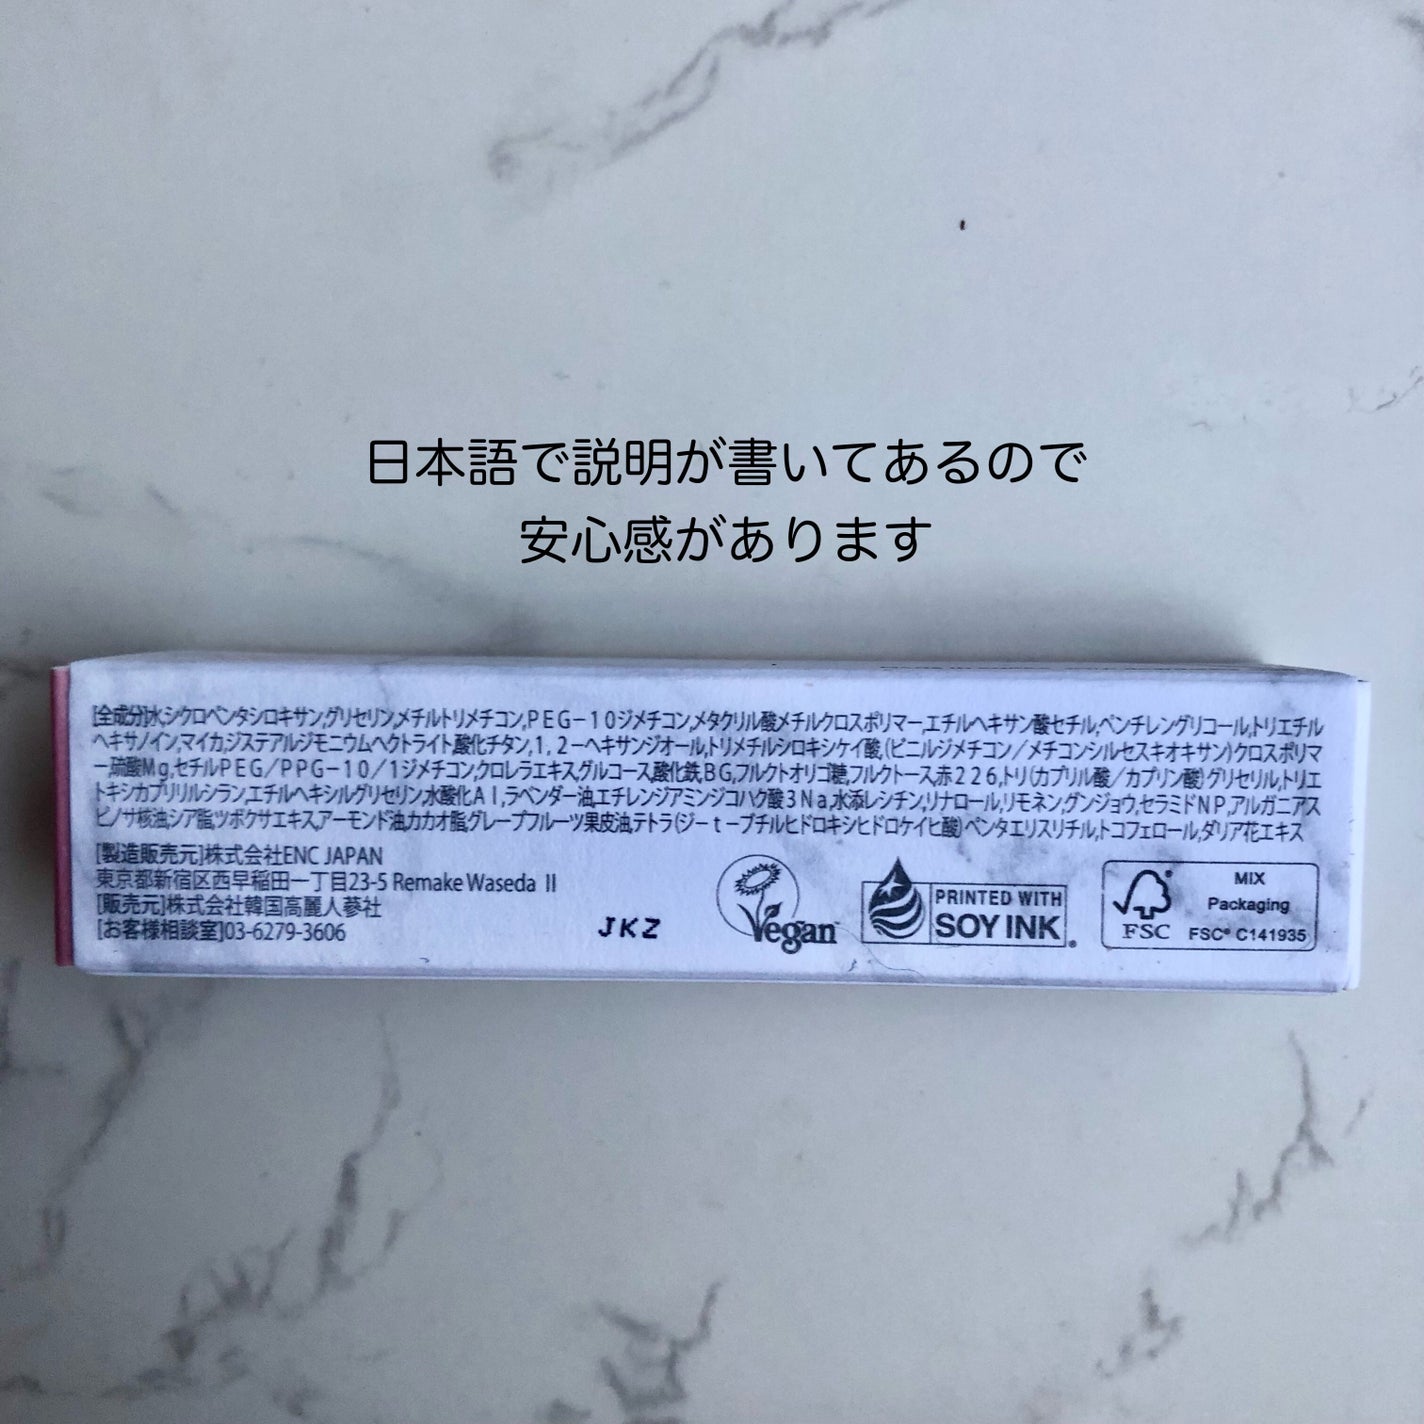 日本語で説明が書いてあるので
安心感があります
[全成分]水,シクロペンタシロキサン,グリセリン,メチルトリメチコン,PEG-10ジメチコン,メタクリル酸メチルクロスポリマー,エチルヘキサン酸セチル,ペンチレングリコール,トリエチル
ヘキサノイン,マイカ,ジステアルジモニウムヘクトライト,酸化チタン,1,2-ヘキサンジオール,トリメチルシロキシケイ酸,(ビニルジメチコン/メチコンシルセスキオキサン)クロスポリマ
ー,硫酸Mg,セチルPEG/PPG-10/1ジメチコン,クロレラエキス,グルコース,酸化鉄,BG,フルクトオリゴ糖,フルクトース,赤226,トリ(カプリル酸/カプリン酸)グリセリル,トリエ
トキシカプリリルシラン,エチルヘキシルグリセリン,水酸化Al,ラベンダー油,エチレンジアミンジコハク酸3Na,水添レシチン,リナロール,リモネン,グンジョウ,セラミドNP,アルガニアス
ピノサ核油,シア脂,ツボクサエキス,アーモンド油,カカオ脂,グレープフルーツ果皮油,テトラ(ジ-t-ブチルヒドロキシヒドロケイヒ酸)ペンタエリスリチル,トコフェロール,ダリア花エキス
[製造販売元]株式会社ENC JAPAN
東京都新宿区西早稲田一丁目23-5 Remake Waseda II
[販売元]株式会社韓国高麗人蔘社
[お客様相談室]03-6279-3606
JKZ
Vegan™
PRINTED WITH
SOY INK
FSC
MIX
Packaging
FSC® C141935